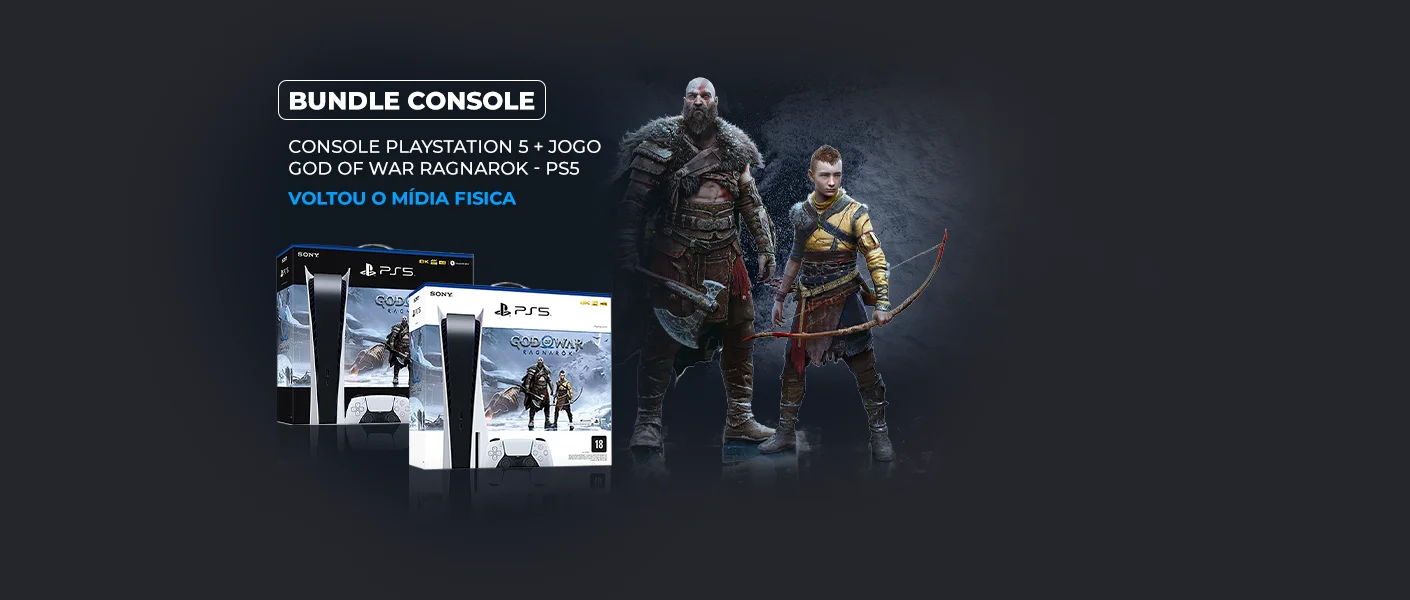 BUNDLE CONSOLE
CONSOLE PLAYSTATION 5 + JOGO
GOD OF WAR RAGNAROK - PS5
VOLTOU O MÍDIA FISICA
SONY
PS5
GOD
SONY
PS5
GOD OF WAR
RAGNARÖK
18